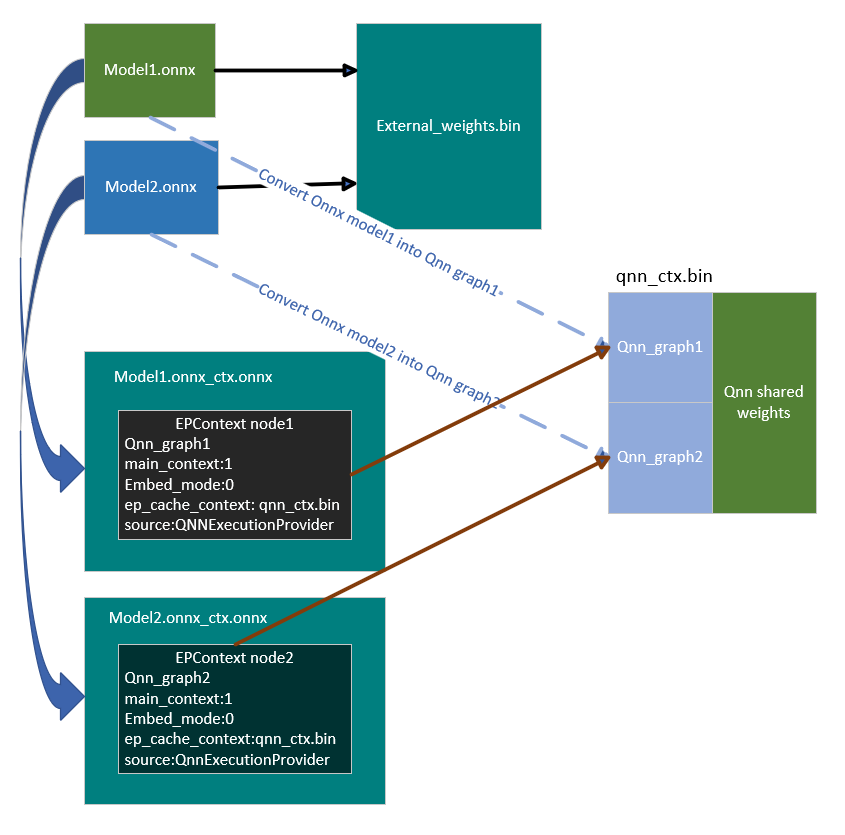 Model1.onnx
External_weights.bin
Model2.onnx
Convert Onnx model1 into Qnn graph1
Convert Onnx model2 into Qnn graph2
qnn_ctx.bin
Qnn_graph1
Qnn shared
weights
Qnn_graph2
Model1.onnx_ctx.onnx
EPContext node1
Qnn_graph1
main_context:1
Embed_mode:0
ep_cache_context: qnn_ctx.bin
source:QNNExecutionProvider
Model2.onnx_ctx.onnx
EPContext node2
Qnn_graph2
main_context:1
Embed_mode:0
ep_cache_context:qnn_ctx.bin
source:QnnExecutionProvider